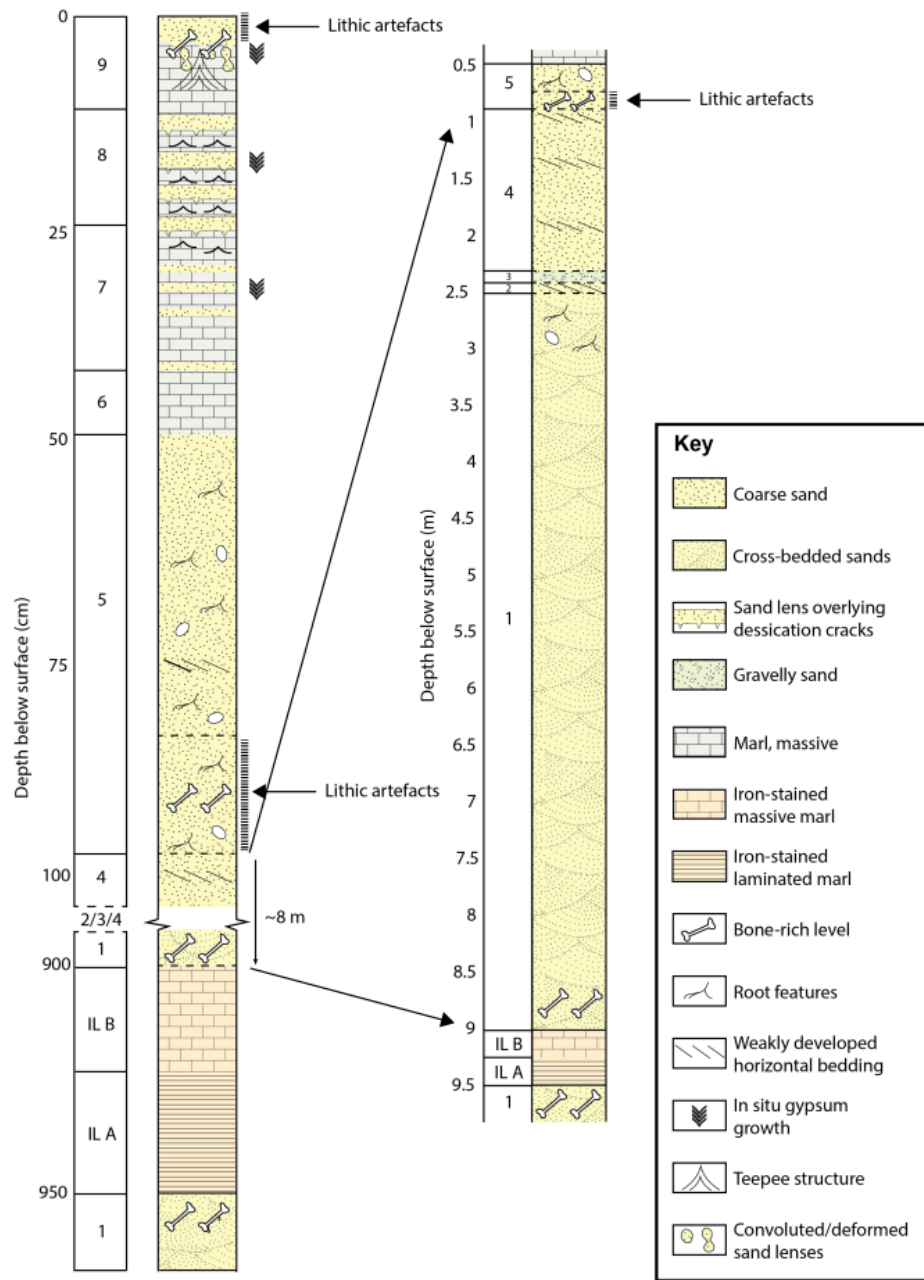 0
25
50
75
100
900
950
Depth below surface (cm)
9
8
7
6
5
4
2/3/4
1
IL B
IL A
1
Lithic artefacts
Lithic artefacts
~8 m
0.5
1
1.5
2
2.5
3
3.5
4
4.5
5
5.5
6
6.5
7
7.5
8
8.5
9
9.5
Depth below surface (m)
5
4
3
2
1
IL B
IL A
1
Lithic artefacts
Key
Coarse sand
Cross-bedded sands
Sand lens overlying
dessication cracks
Gravelly sand
Marl, massive
Iron-stained
massive marl
Iron-stained
laminated marl
Bone-rich level
Root features
Weakly developed
horizontal bedding
In situ gypsum
growth
Teepee structure
Convoluted/deformed
sand lenses